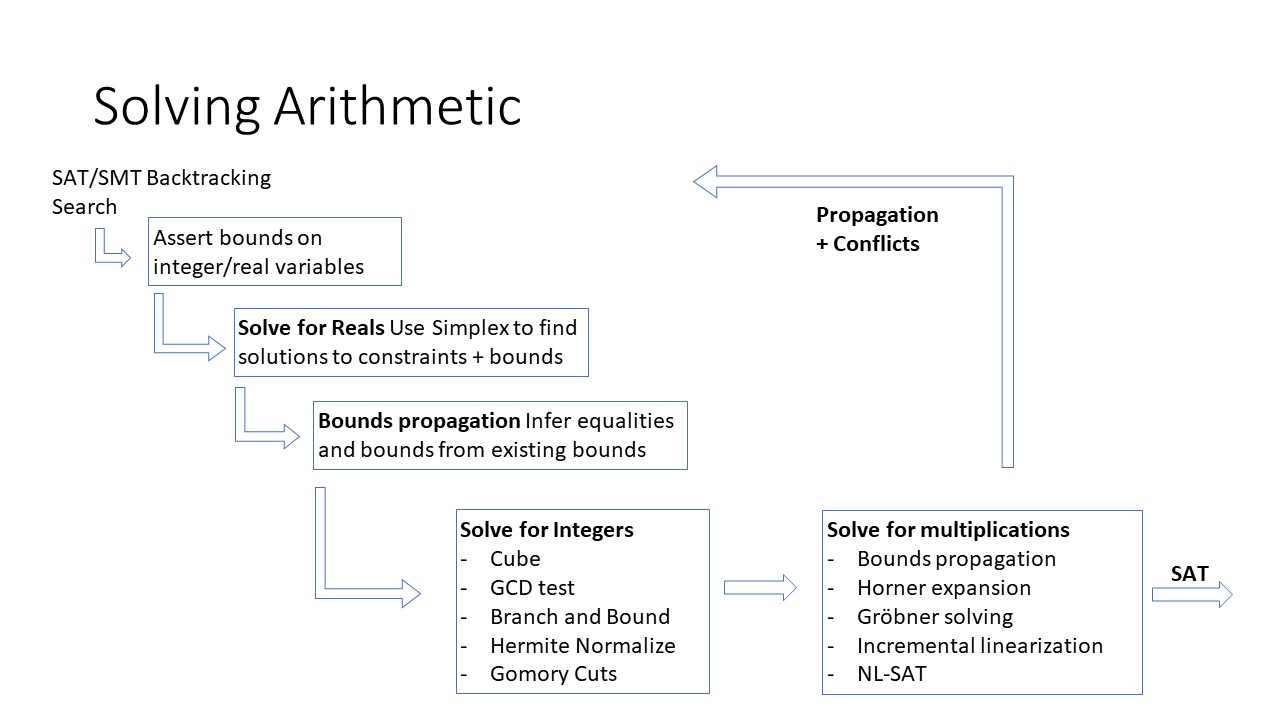 Solving Arithmetic
SAT/SMT Backtracking
Search
Assert bounds on
integer/real variables
Propagation
+ Conflicts
Solve for Reals Use Simplex to find
solutions to constraints + bounds
Bounds propagation Infer equalities
and bounds from existing bounds
Solve for Integers
- Cube
- GCD test
- Branch and Bound
- Hermite Normalize
- Gomory Cuts
Solve for multiplications
- Bounds propagation
- Horner expansion
- Gröbner solving
- Incremental linearization
- NL-SAT
SAT